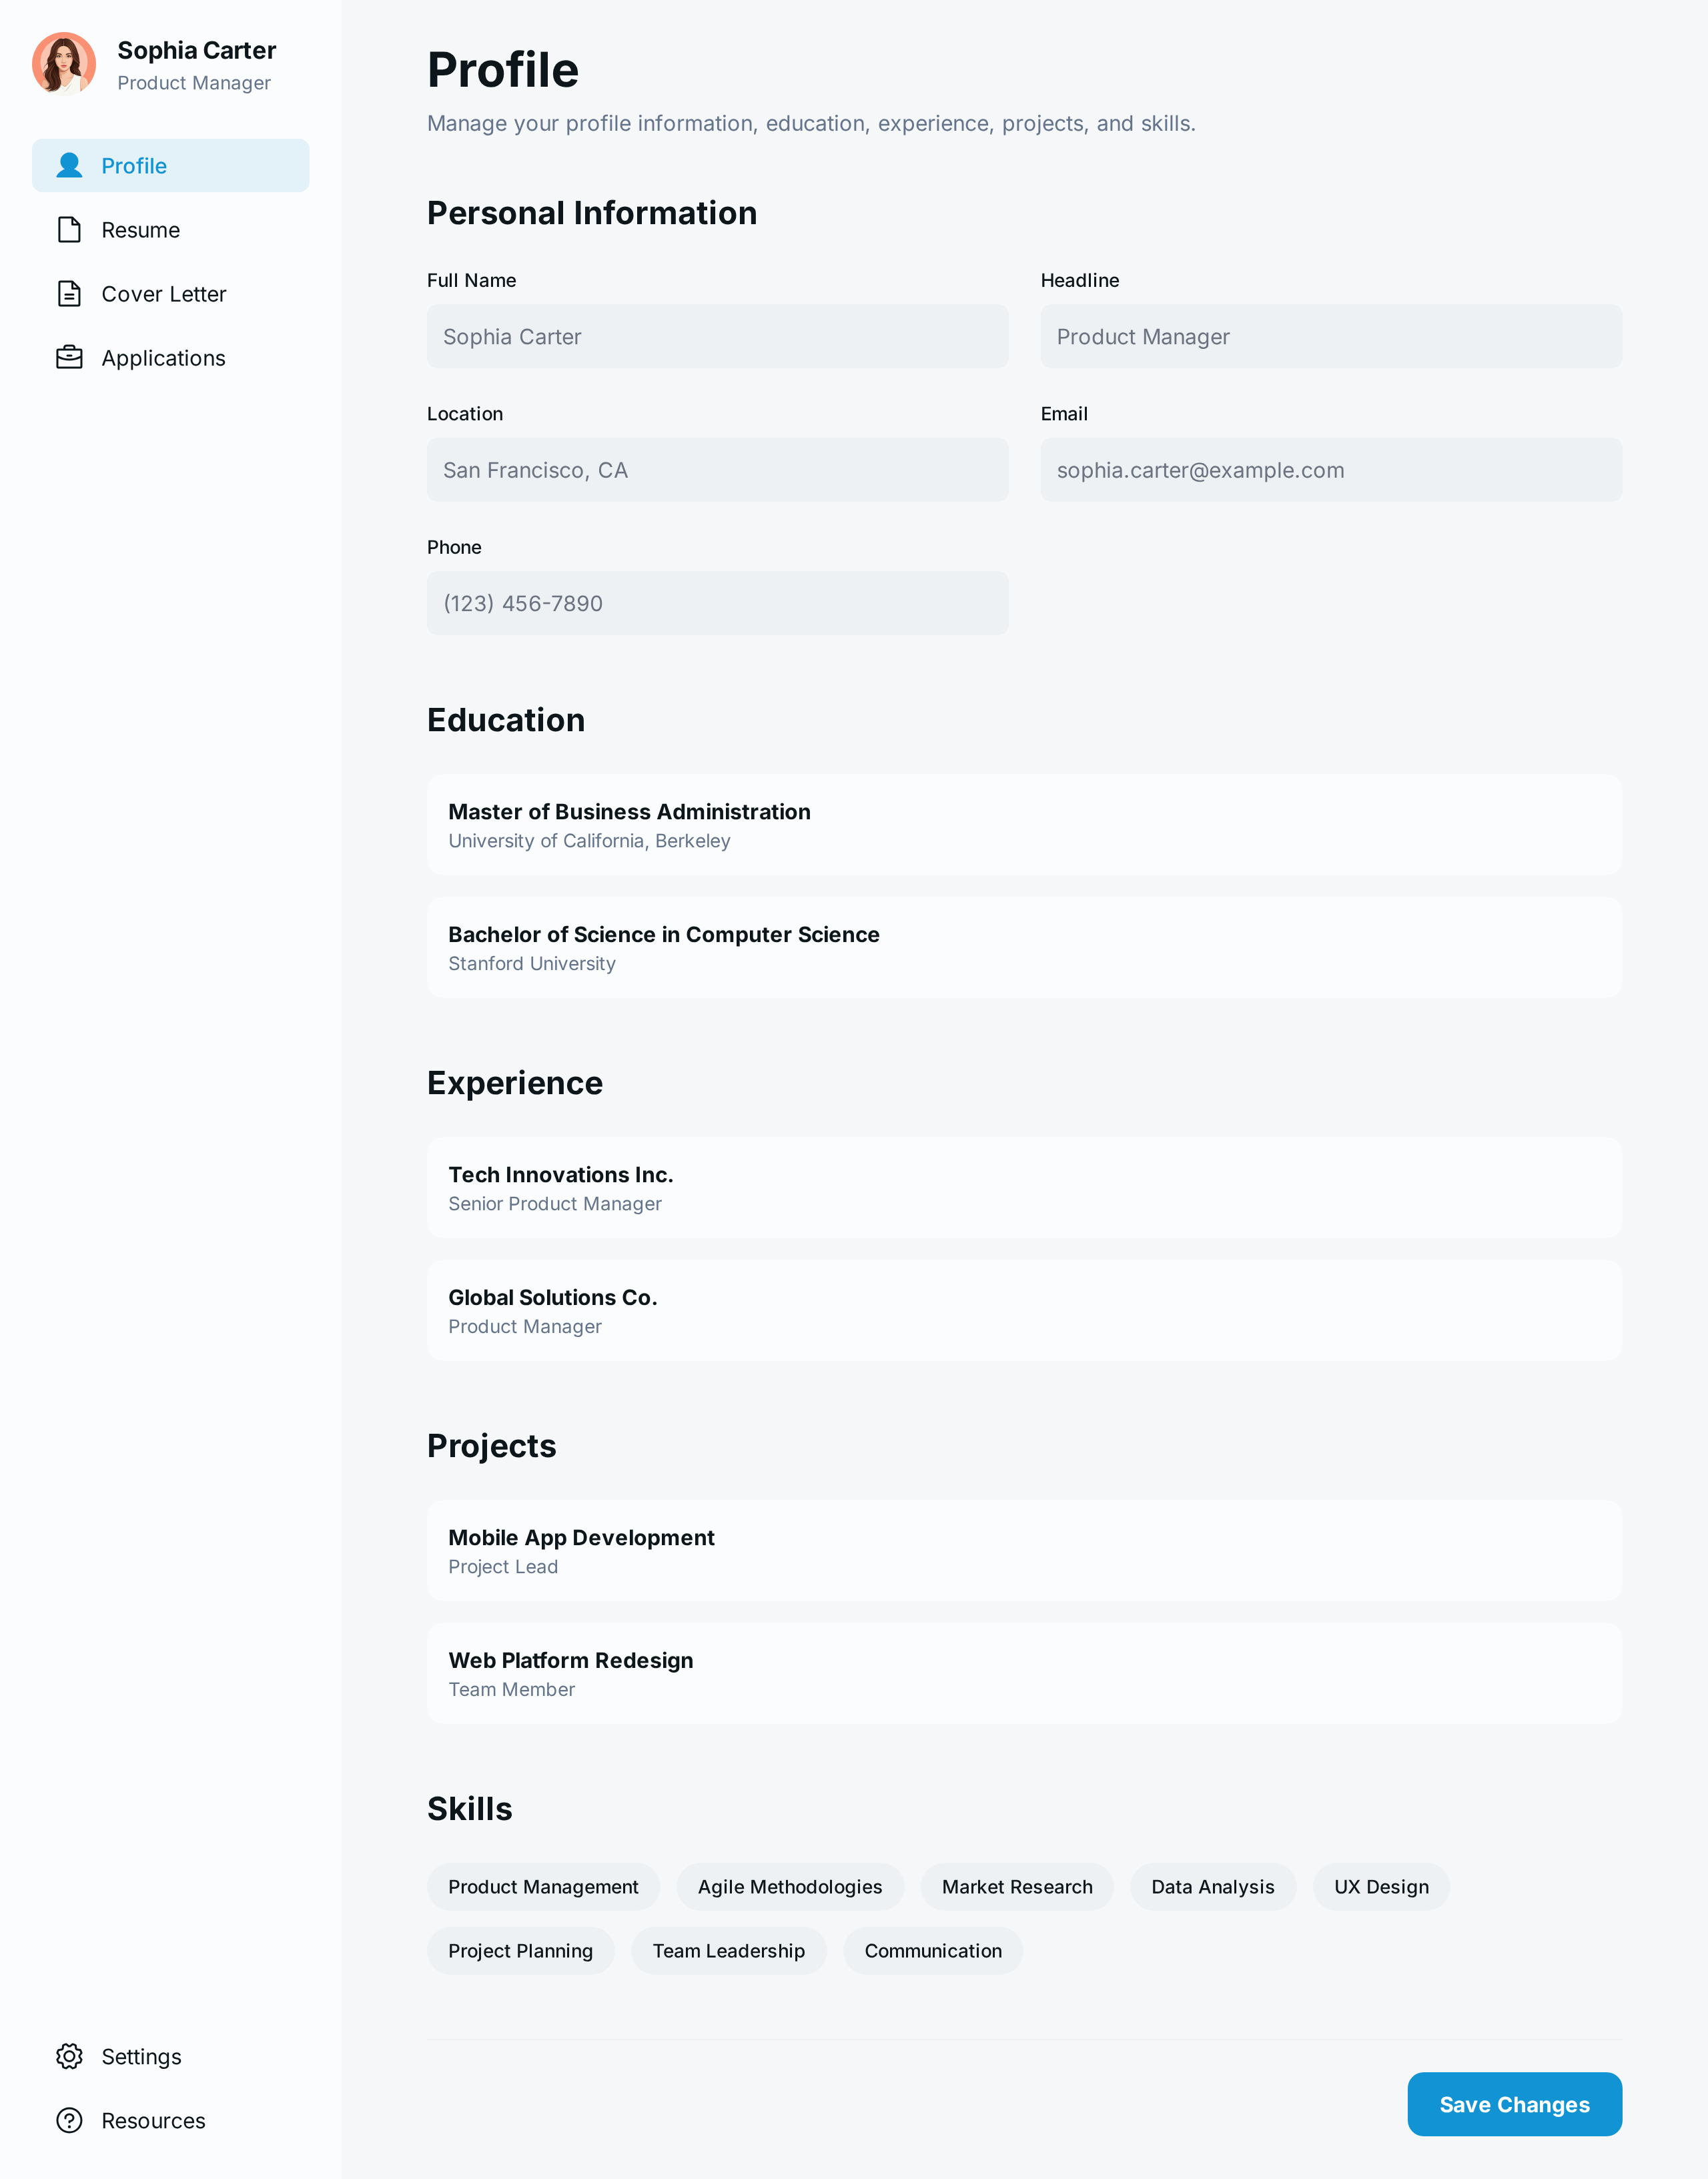 Sophia Carter
Product Manager
Profile
Resume
Cover Letter
Applications
Settings
Resources
Profile
Manage your profile information, education, experience, projects, and skills.
Personal Information
Full Name
Sophia Carter
Headline
Product Manager
Location
San Francisco, CA
Email
sophia.carter@example.com
Phone
(123) 456-7890
Education
Master of Business Administration
University of California, Berkeley
Bachelor of Science in Computer Science
Stanford University
Experience
Tech Innovations Inc.
Senior Product Manager
Global Solutions Co.
Product Manager
Projects
Mobile App Development
Project Lead
Web Platform Redesign
Team Member
Skills
Product Management
Agile Methodologies
Market Research
Data Analysis
UX Design
Project Planning
Team Leadership
Communication
Save Changes